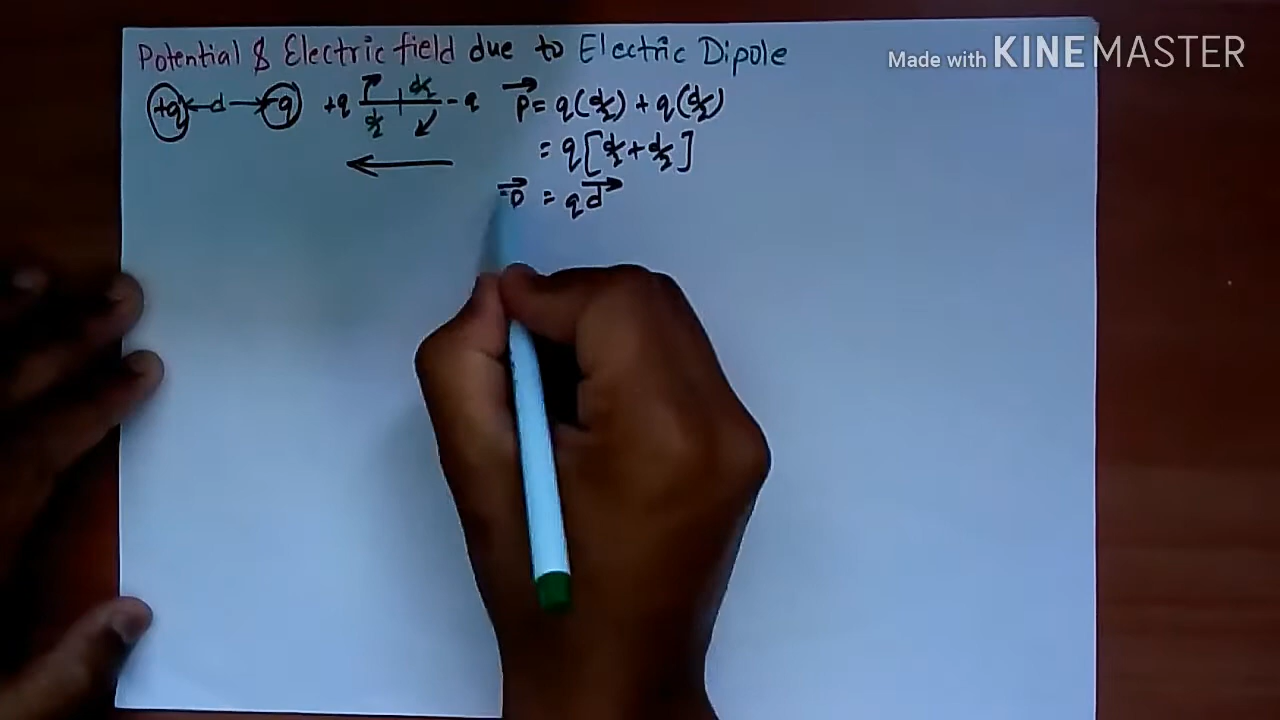 Potential & Electric field due to Electric Dipole
Made with KINEMASTER
+q d -q +q d/2 d/2 -q p = q(d/2) + q(d/2)
= q[d/2 + d/2]
p = qd